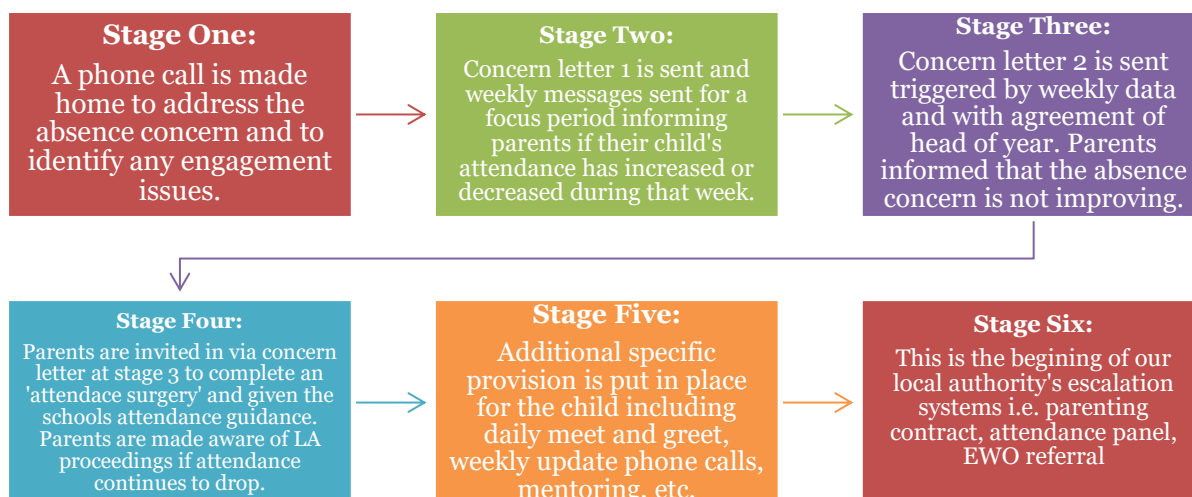 Stage One:
A phone call is made
home to address the
absence concern and to
identify any engagement
issues.
Stage Two:
Concern letter 1 is sent and
weekly messages sent for a
focus period informing
parents if their child's
attendance has increased or
decreased during that week.
Stage Three:
Concern letter 2 is sent
triggered by weekly data
and with agreement of
head of year. Parents
informed that the absence
concern is not improving.
Stage Four:
Parents are invited in via concern
letter at stage 3 to complete an
'attendace surgery' and given the
schools attendance guidance.
Parents are made aware of LA
proceedings if attendance
continues to drop.
Stage Five:
Additional specific
provision is put in place
for the child including
daily meet and greet,
weekly update phone calls,
mentoring, etc.
Stage Six:
This is the begining of our
local authority's escalation
systems i.e. parenting
contract, attendance panel,
EWO referral